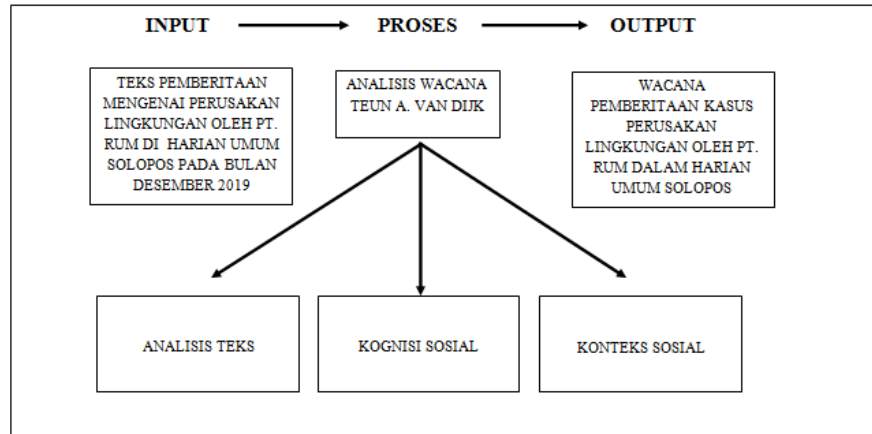 INPUT PROSES OUTPUT
TEKS PEMBERITAAN
MENGENAI PERUSAKAN
LINGKUNGAN OLEH PT.
RUM DI HARIAN UMUM
SOLOPOS PADA BULAN
DESEMBER 2019
ANALISIS WACANA
TEUN A. VAN DIJK
WACANA
PEMBERITAAN KASUS
PERUSAKAN
LINGKUNGAN OLEH PT.
RUM DALAM HARIAN
UMUM SOLOPOS
ANALISIS TEKS
KOGNISI SOSIAL
KONTEKS SOSIAL